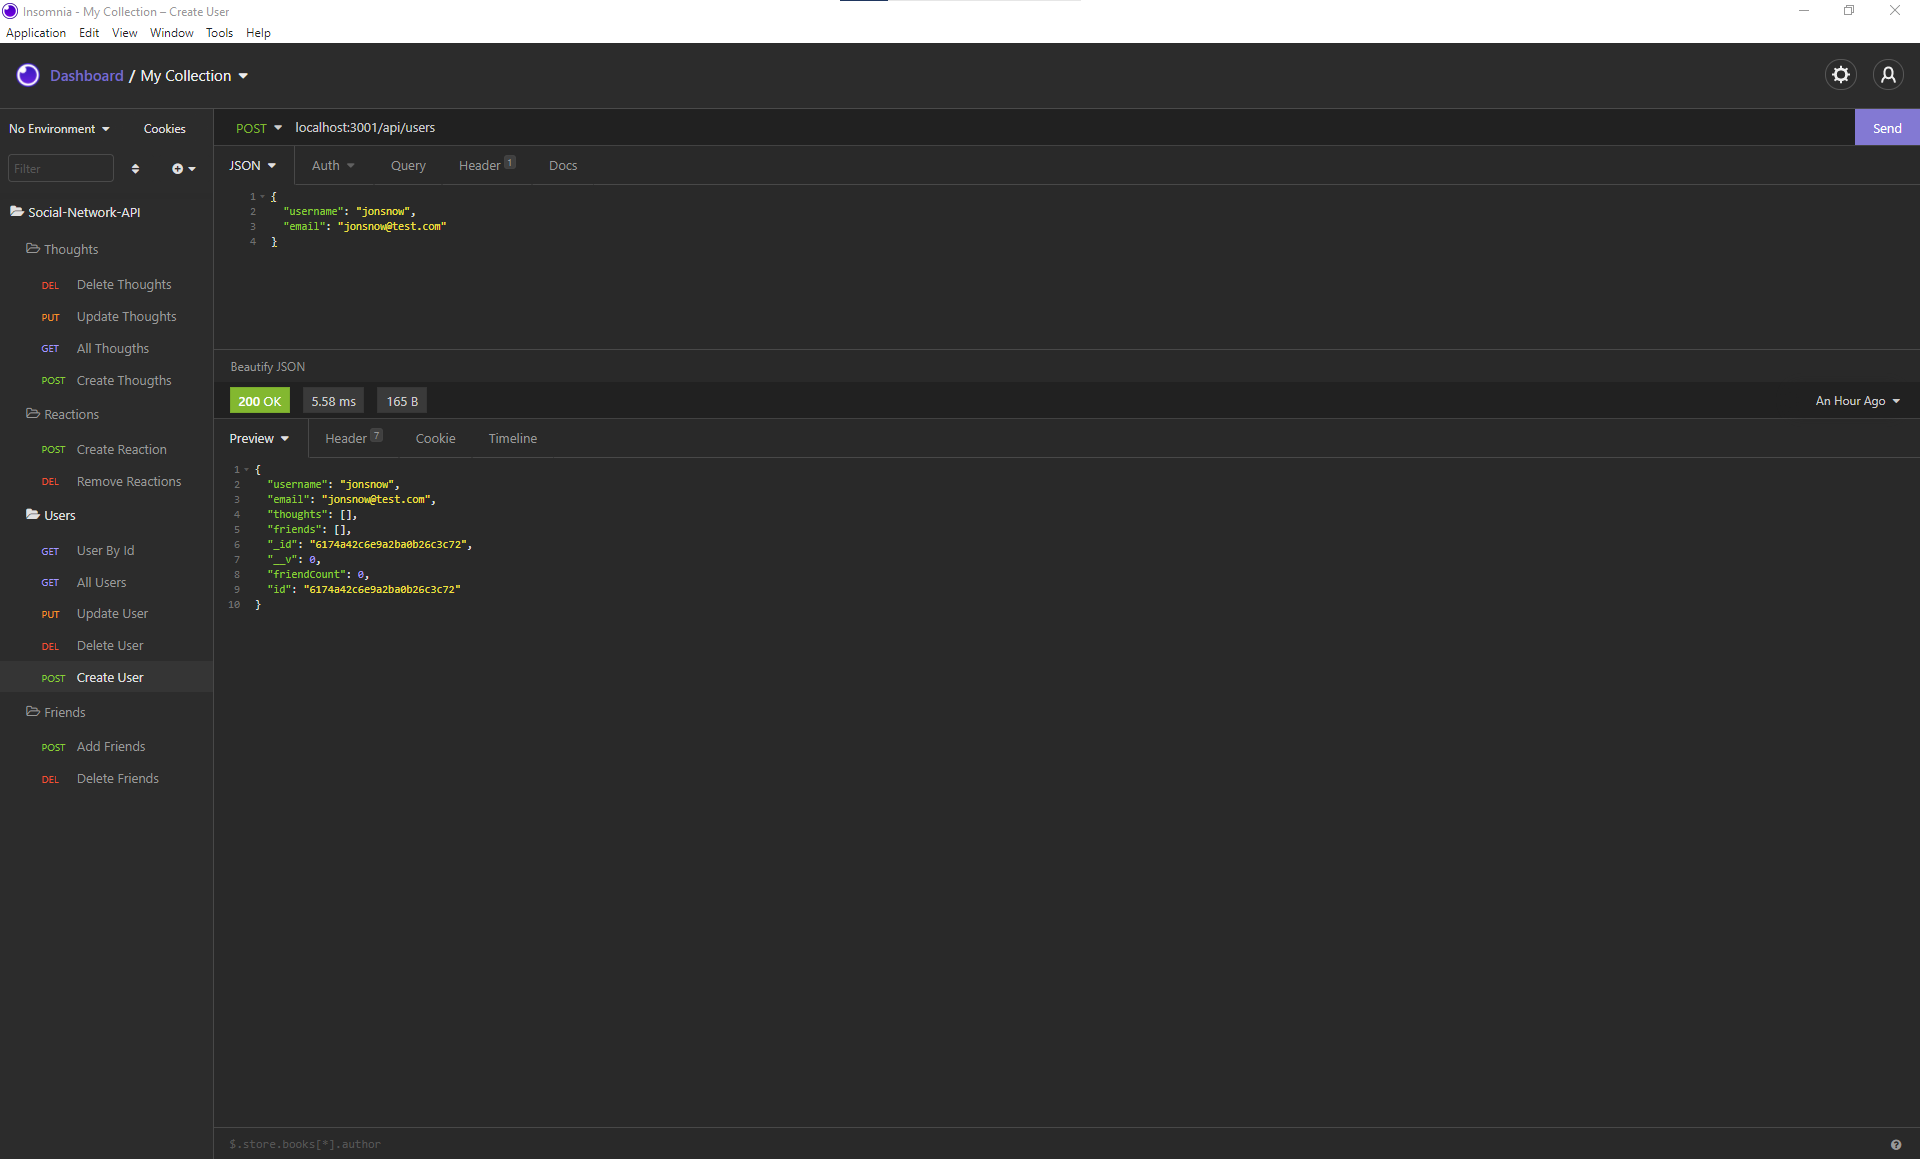 Insomnia - My Collection – Create User
Application Edit View Window Tools Help
Dashboard / My Collection
No Environment Cookies
Filter
Social-Network-API
Thoughts
DEL Delete Thoughts
PUT Update Thoughts
GET All Thougths
POST Create Thougths
Reactions
POST Create Reaction
DEL Remove Reactions
Users
GET User By Id
GET All Users
PUT Update User
DEL Delete User
POST Create User
Friends
POST Add Friends
DEL Delete Friends
POST localhost:3001/api/users Send
JSON Auth Query Header 1 Docs
1 {
2 "username": "jonsnow",
3 "email": "jonsnow@test.com"
4 }
Beautify JSON
200 OK 5.58 ms 165 B An Hour Ago
Preview Header 7 Cookie Timeline
1 {
2 "username": "jonsnow",
3 "email": "jonsnow@test.com",
4 "thoughts": [],
5 "friends": [],
6 "_id": "6174a42c6e9a2ba0b26c3c72",
7 "__v": 0,
8 "friendCount": 0,
9 "id": "6174a42c6e9a2ba0b26c3c72"
10 }
$.store.books[*].author